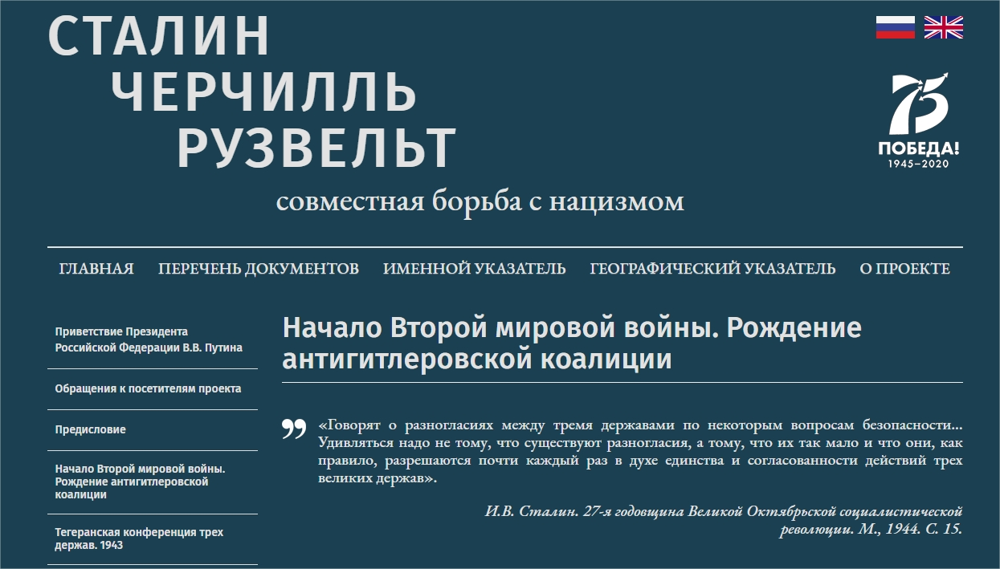 СТАЛИН
ЧЕРЧИЛЛЬ
РУЗВЕЛЬТ
совместная борьба с нацизмом
75
ПОБЕДА!
1945–2020
ГЛАВНАЯ ПЕРЕЧЕНЬ ДОКУМЕНТОВ ИМЕННОЙ УКАЗАТЕЛЬ ГЕОГРАФИЧЕСКИЙ УКАЗАТЕЛЬ О ПРОЕКТЕ
Приветствие Президента
Российской Федерации В.В. Путина
Обращения к посетителям проекта
Предисловие
Начало Второй мировой войны.
Рождение антигитлеровской
коалиции
Тегеранская конференция трех
держав. 1943
Начало Второй мировой войны. Рождение
антигитлеровской коалиции
«Говорят о разногласиях между тремя державами по некоторым вопросам безопасности...
Удивляться надо не тому, что существуют разногласия, а тому, что их так мало и что они, как
правило, разрешаются почти каждый раз в духе единства и согласованности действий трех
великих держав».
И.В. Сталин. 27-я годовщина Великой Октябрьской социалистической
революции. М., 1944. С. 15.